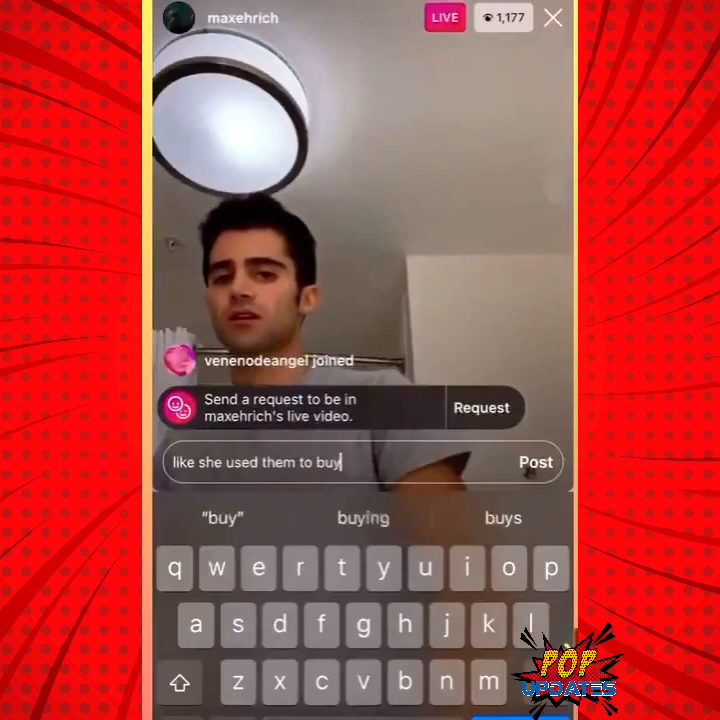 maxehrich
LIVE
1,177
venenodeangel joined
Send a request to be in
maxehrich's live video.
Request
like she used them to buy
Post
“buy”
buying
buys
q w e r t y u i o p
a s d f g h j k l
z x c v b n m
POP
UPDATES